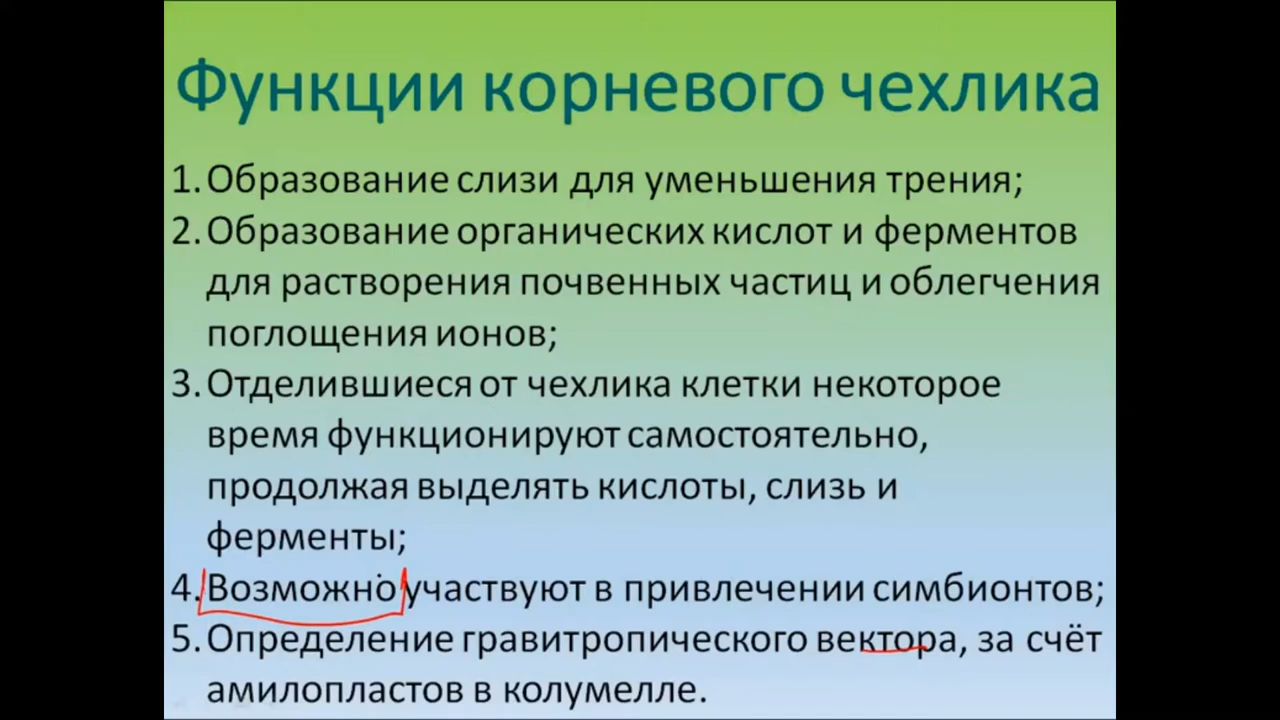 Функции корневого чехлика
1. Образование слизи для уменьшения трения;
2. Образование органических кислот и ферментов
для растворения почвенных частиц и облегчения
поглощения ионов;
3. Отделившиеся от чехлика клетки некоторое
время функционируют самостоятельно,
продолжая выделять кислоты, слизь и
ферменты;
4. Возможно участвуют в привлечении симбионтов;
5. Определение гравитропического вектора, за счёт
амилопластов в колумелле.